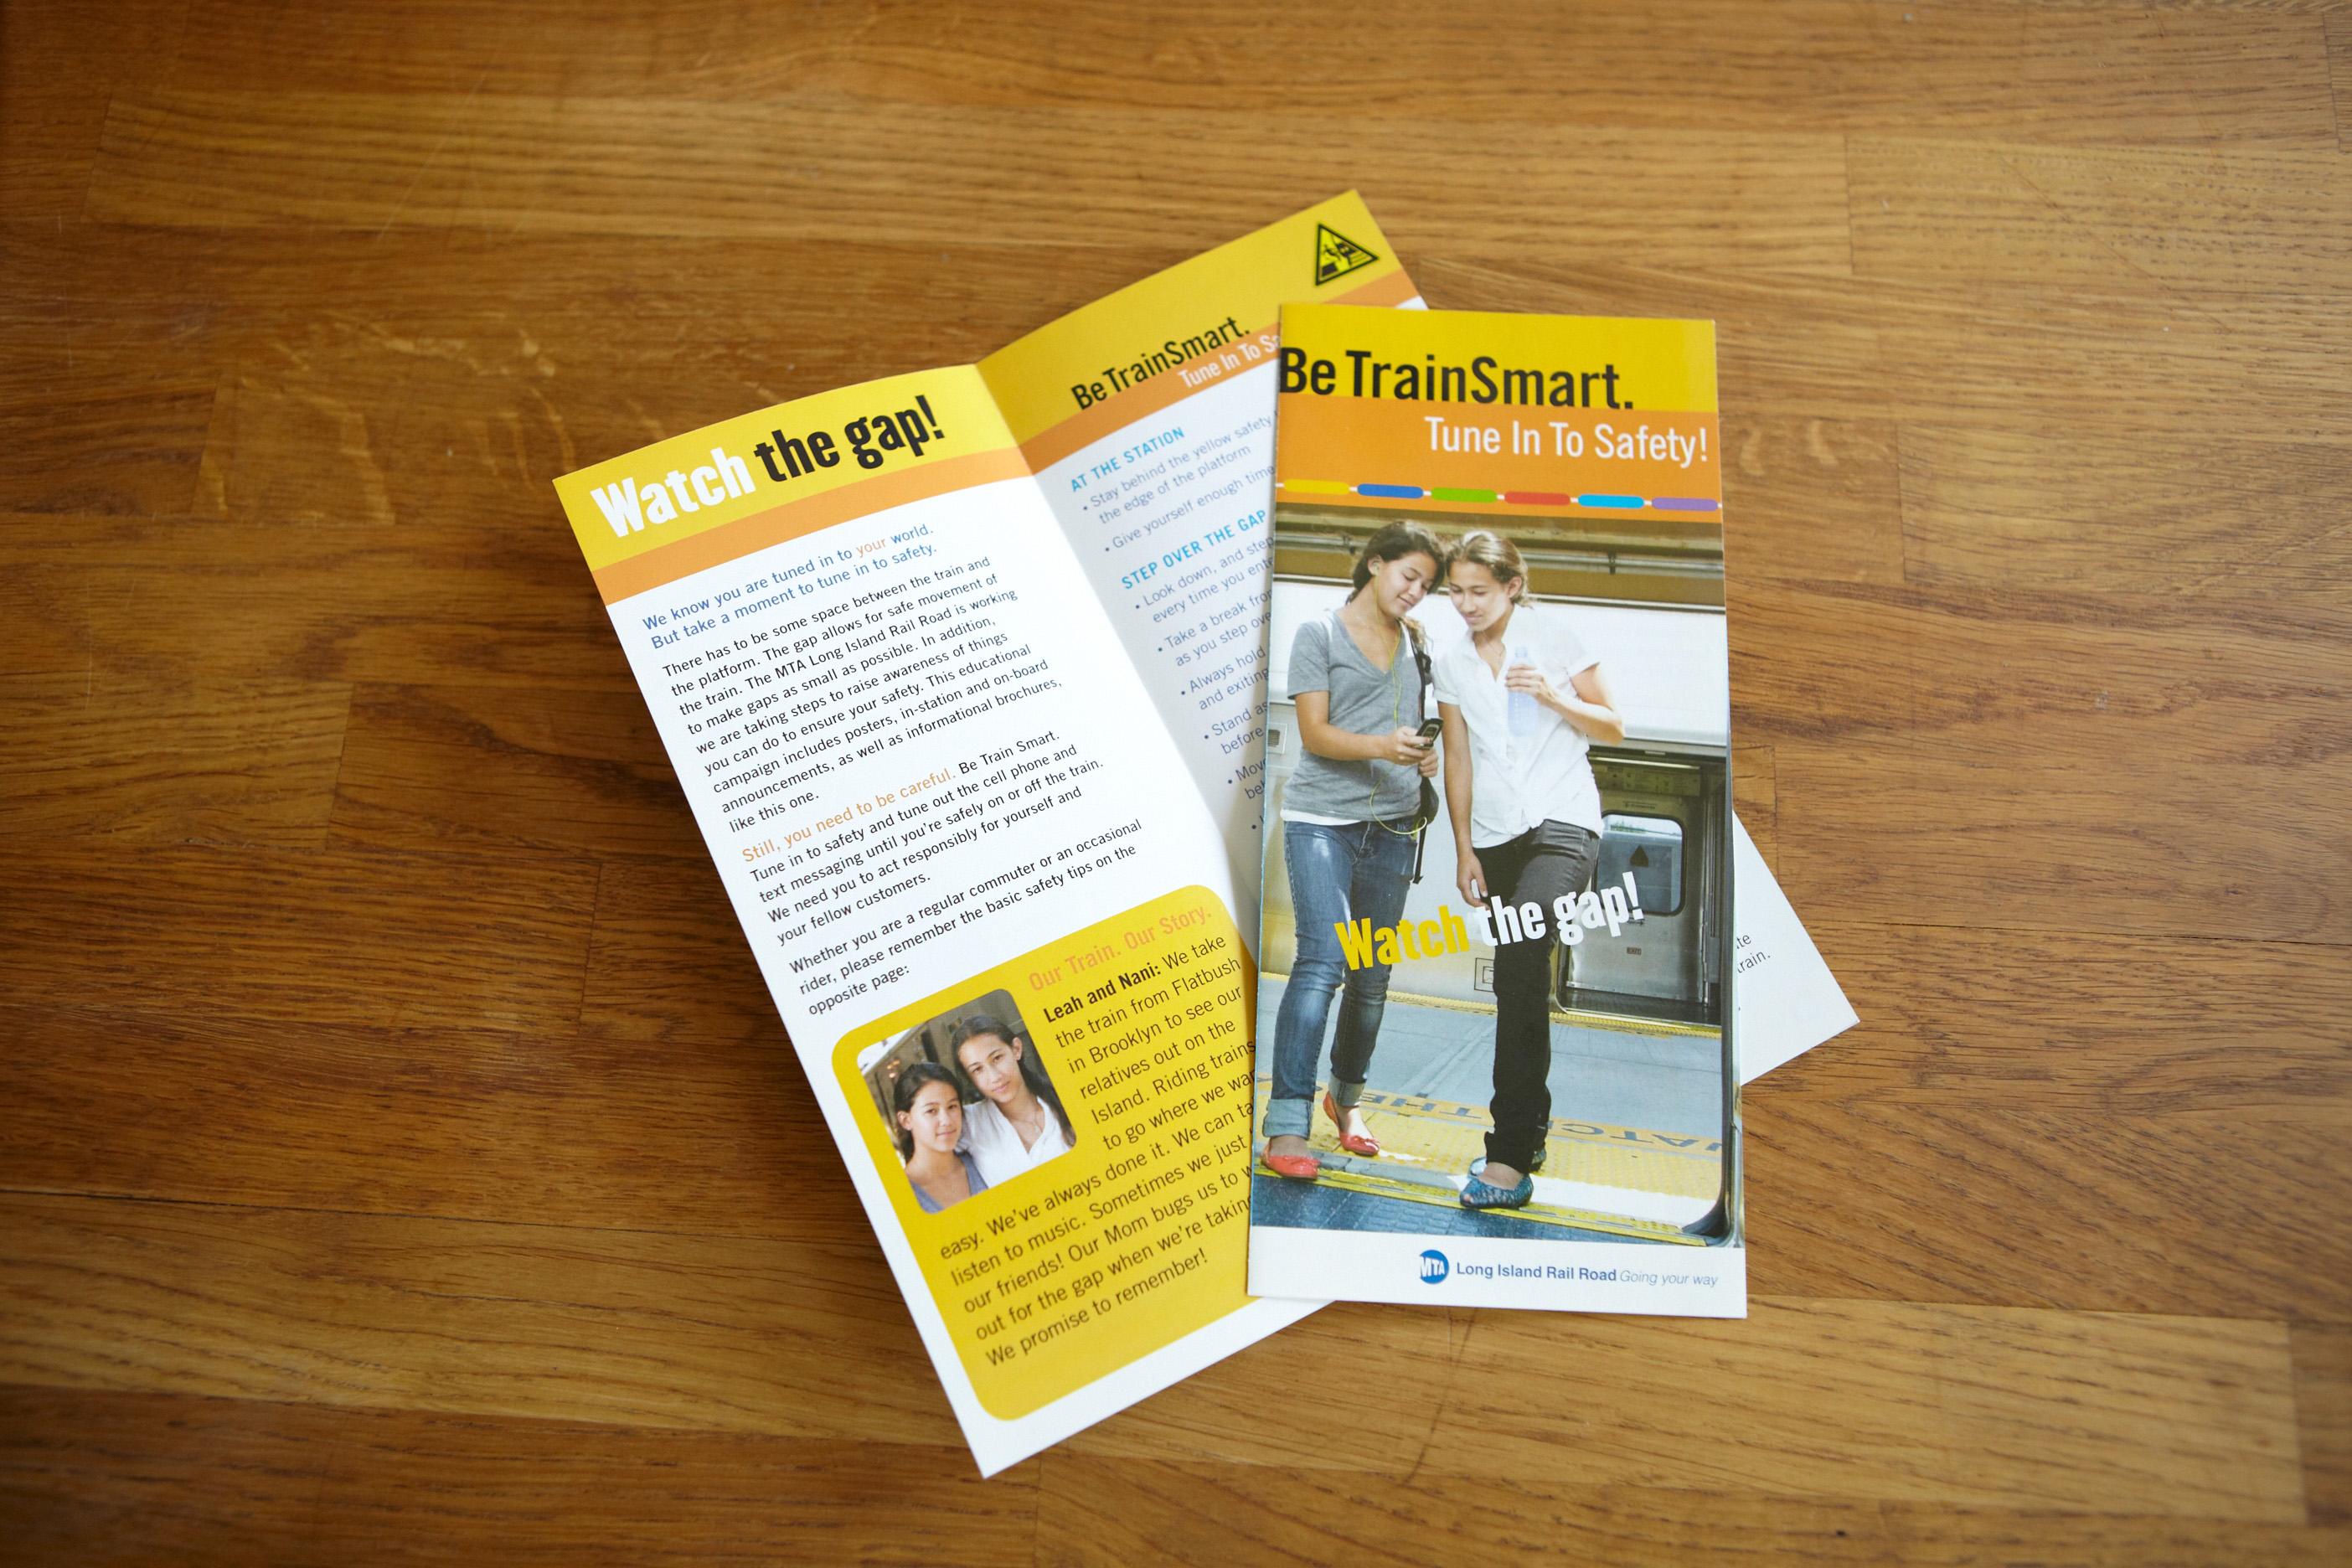 Watch the gap!
We know you are tuned in to your world.
But take a moment to tune in to safety.
There has to be some space between the train and
the platform. The gap allows for safe movement of
the train. The MTA Long Island Rail Road is working
to make gaps as small as possible. In addition,
we are taking steps to raise awareness of things
you can do to ensure your safety. This educational
campaign includes posters, in-station and on-board
announcements, as well as informational brochures,
like this one.
Still, you need to be careful. Be Train Smart.
Tune in to safety and tune out the cell phone and
text messaging until you're safely on or off the train.
We need you to act responsibly for yourself and
your fellow customers.
Whether you are a regular commuter or an occasional
rider, please remember the basic safety tips on the
opposite page:
Our Train. Our Story.
Leah and Nani: We take
the train from Flatbush
in Brooklyn to see our
relatives out on the
Island. Riding trains
to go where we
easy. We've always done it. We can
listen to music. Sometimes we just
our friends! Our Mom bugs us to
out for the gap when we're taking
We promise to remember!
Be TrainSmart.
Tune In To
AT THE STATION
• Stay behind the yellow safety
the edge of the platform
• Give yourself enough time
STEP OVER THE GAP
• Look down, and step
every time you
• Take a break
as you step
• Always hold
and exiting
• Stand
before
train.
Be TrainSmart.
Tune In To Safety!
Watch the gap!
THE
MTA Long Island Rail Road Going your way